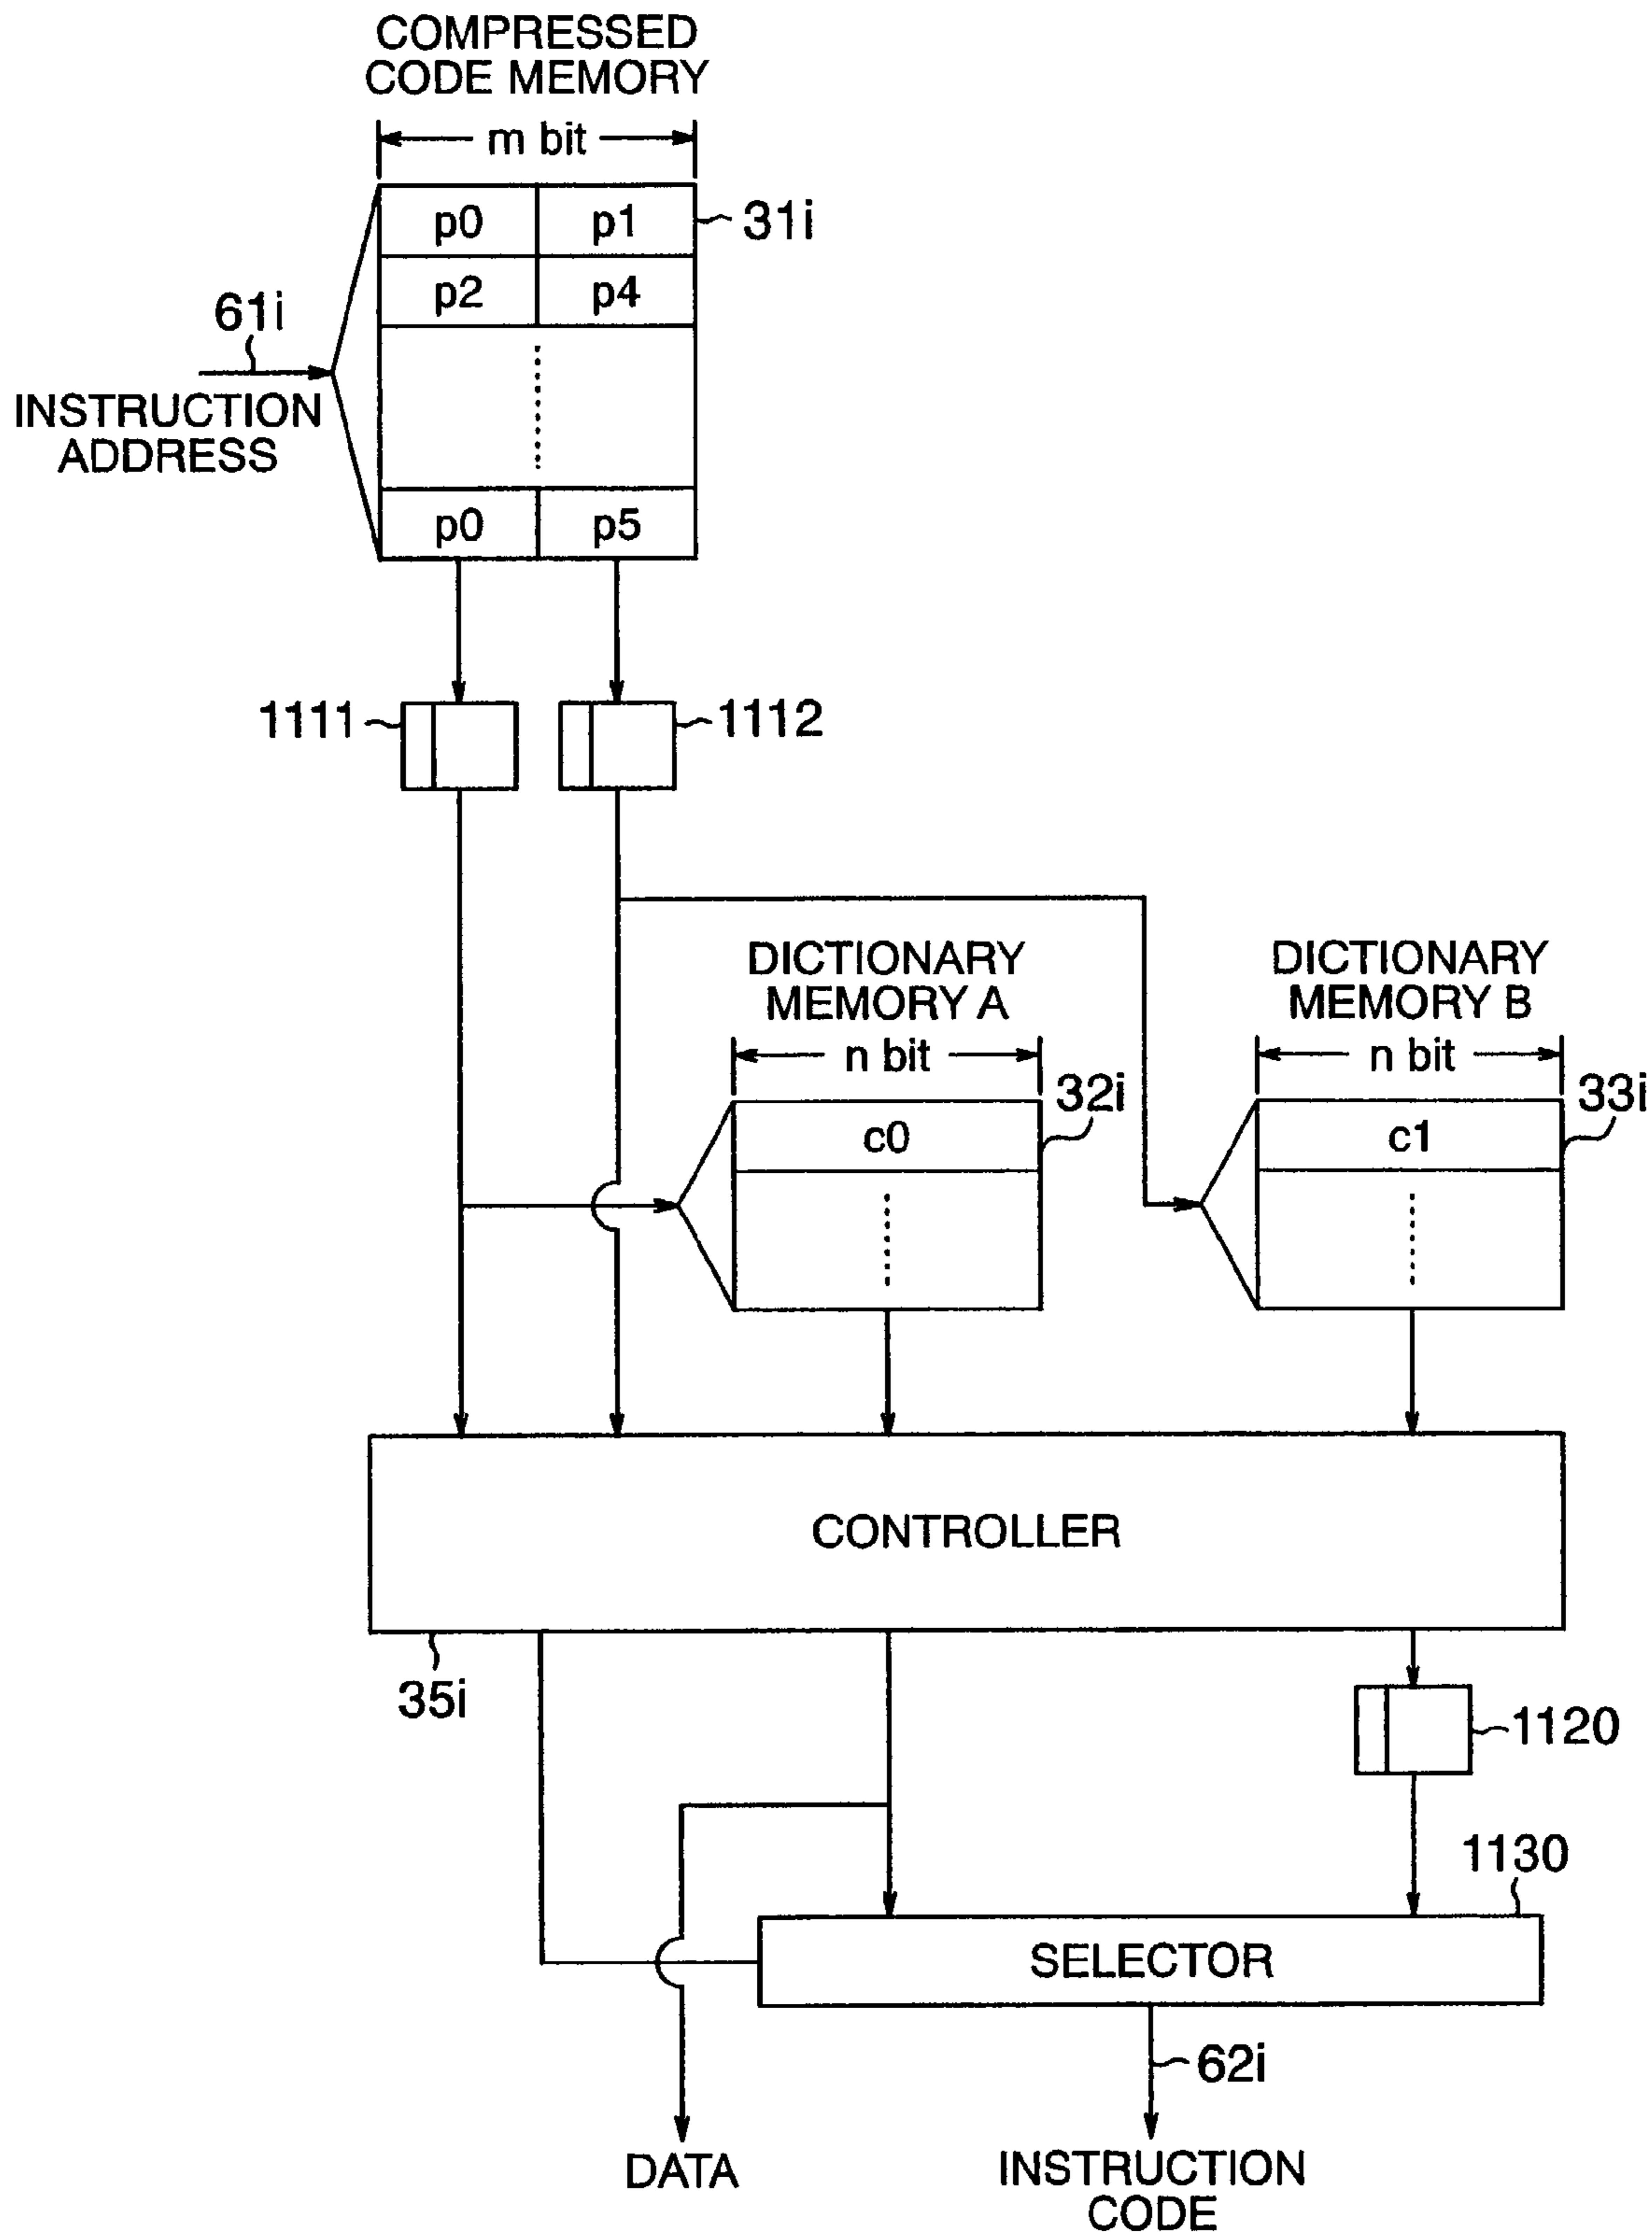 COMPRESSED
CODE MEMORY
m bit
p0 p1
31i
p2 p4
61i
INSTRUCTION
ADDRESS
p0 p5
1111
1112
DICTIONARY
MEMORY A
DICTIONARY
MEMORY B
n bit
n bit
32i
33i
c0
c1
CONTROLLER
35i
1120
1130
SELECTOR
62i
DATA
INSTRUCTION
CODE